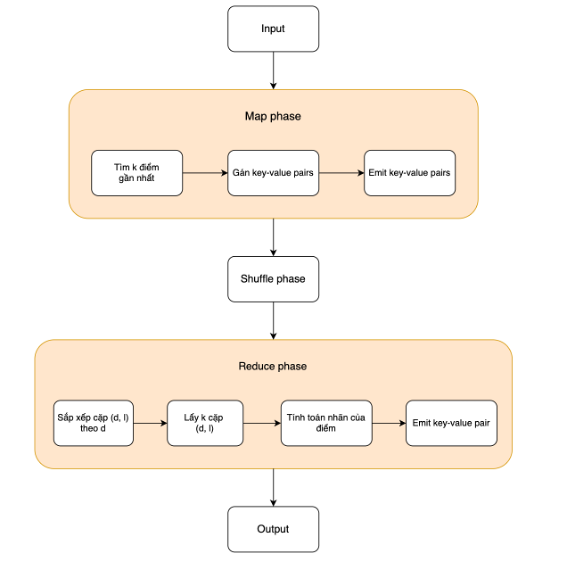 Input
Map phase
Tìm k điểm
gần nhất
Gán key-value pairs
Emit key-value pairs
Shuffle phase
Reduce phase
Sắp xếp cặp (d, l)
theo d
Lấy k cặp
(d, l)
Tính toán nhãn của
điểm
Emit key-value pair
Output